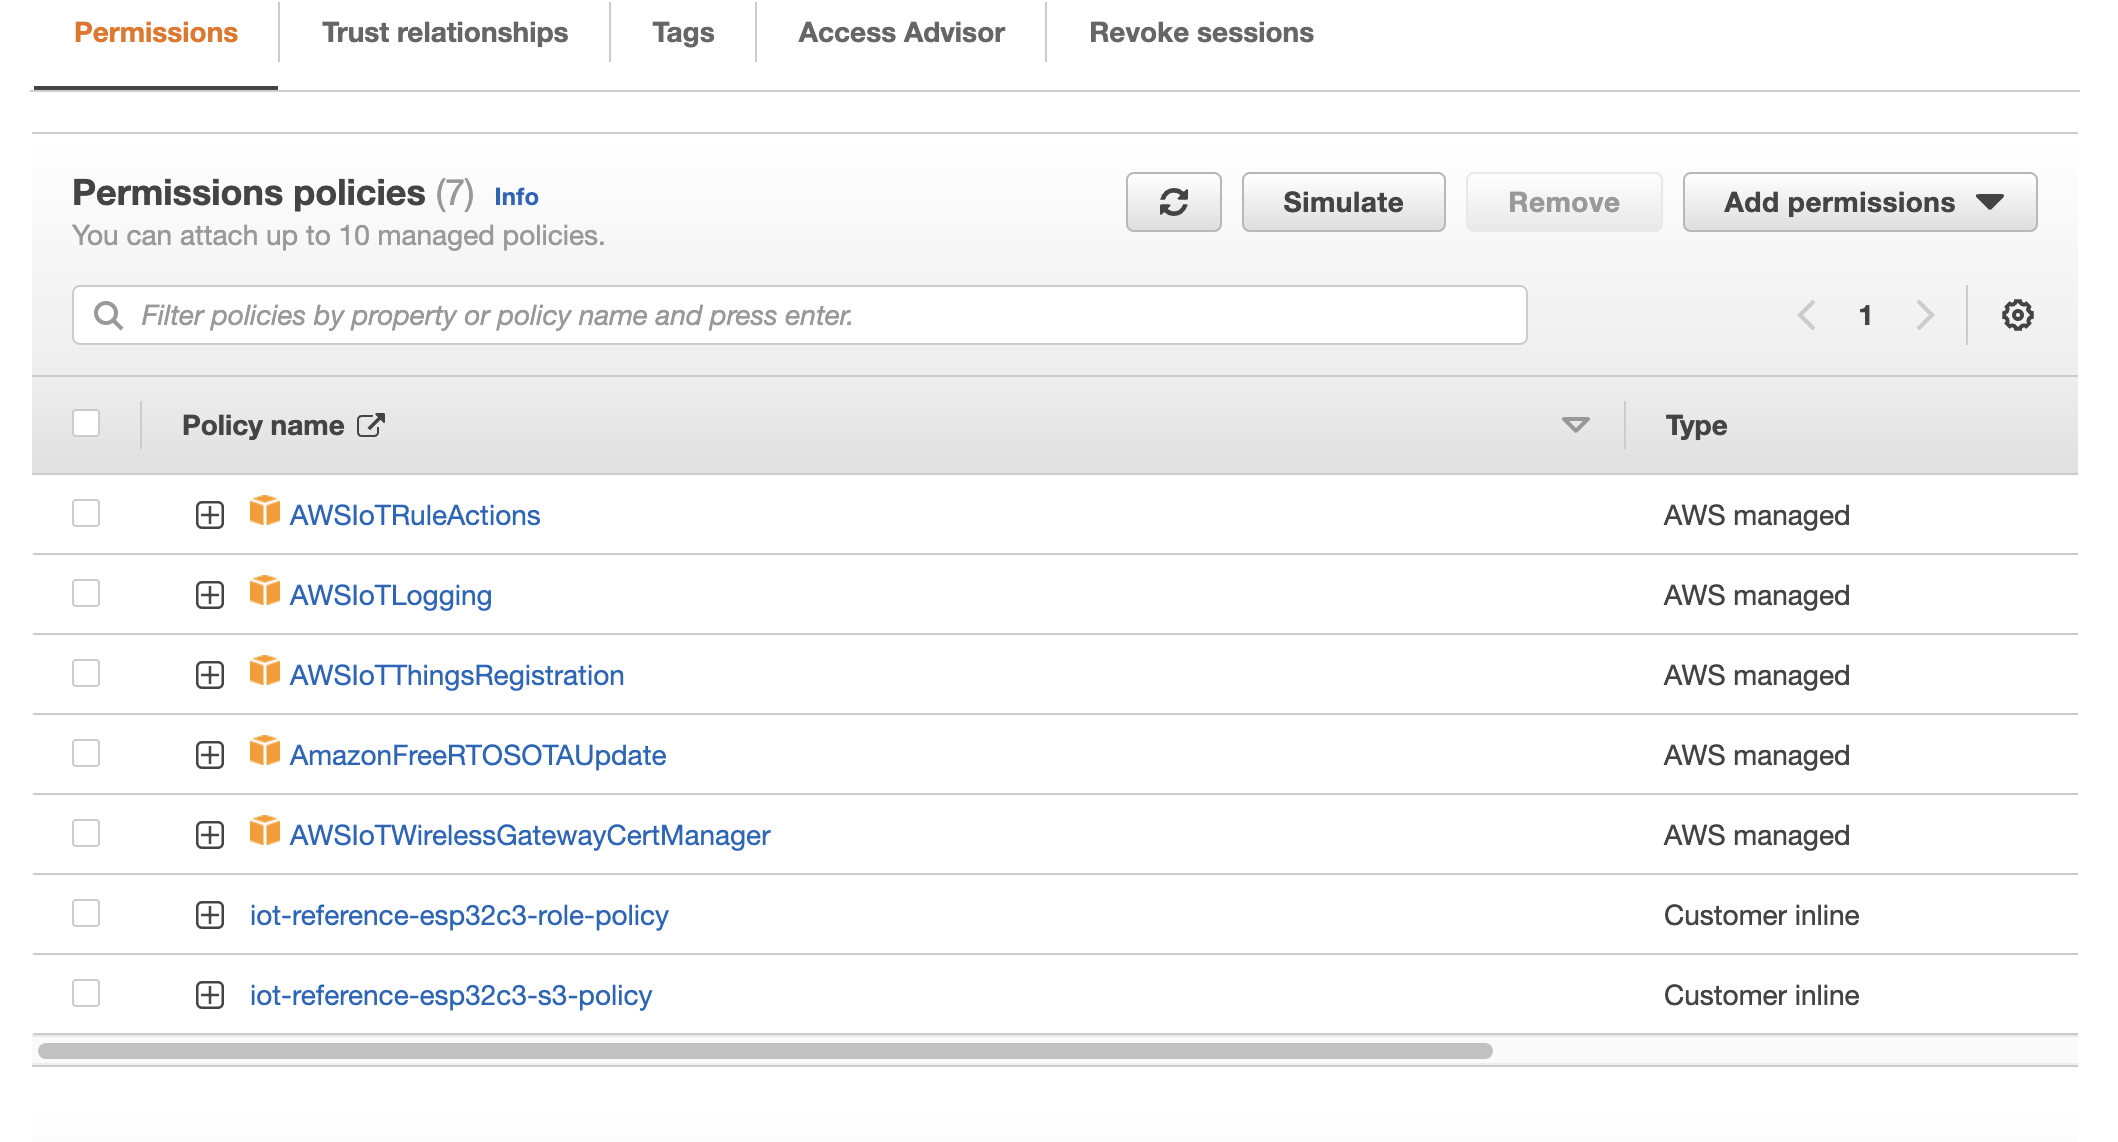 Permissions Trust relationships Tags Access Advisor Revoke sessions
Permissions policies (7) Info
You can attach up to 10 managed policies.
Simulate Remove Add permissions
Filter policies by property or policy name and press enter.
1
Policy name Type
AWSIoTRuleActions AWS managed
AWSIoTLogging AWS managed
AWSIoTThingsRegistration AWS managed
AmazonFreeRTOSOTAUpdate AWS managed
AWSIoTWirelessGatewayCertManager AWS managed
iot-reference-esp32c3-role-policy Customer inline
iot-reference-esp32c3-s3-policy Customer inline